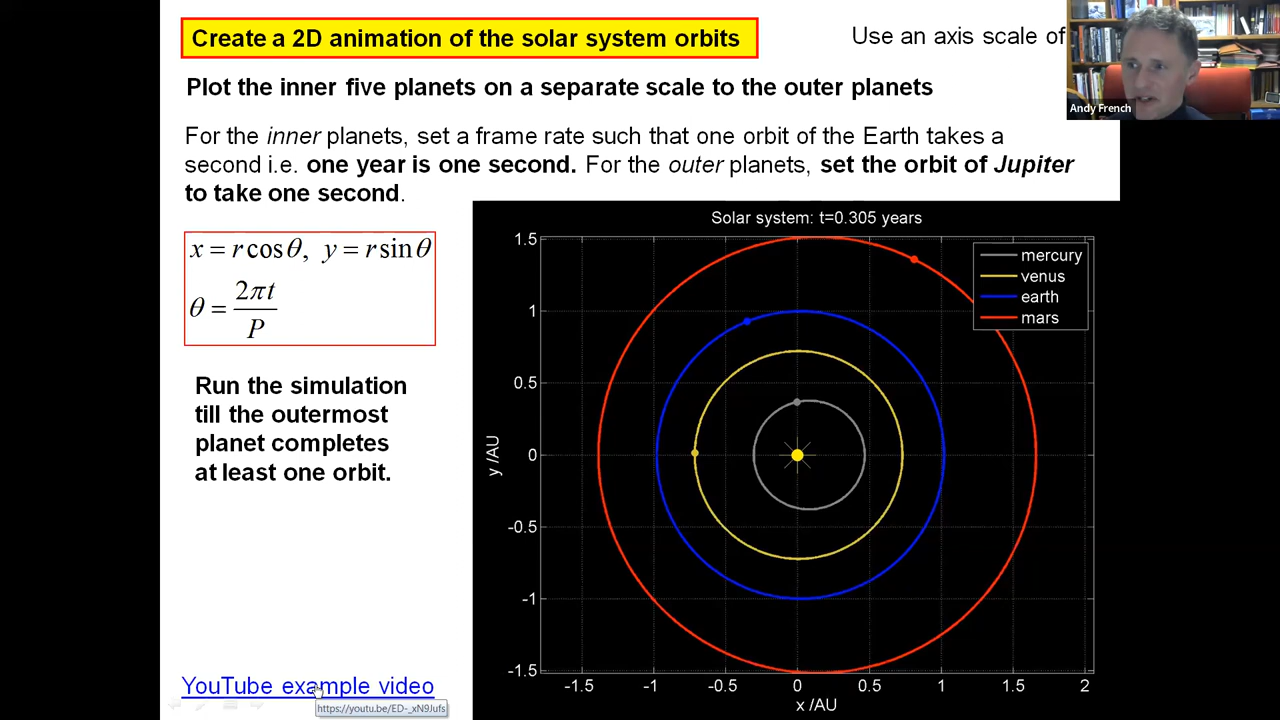 Create a 2D animation of the solar system orbits
Use an axis scale of
Andy French
Plot the inner five planets on a separate scale to the outer planets
For the inner planets, set a frame rate such that one orbit of the Earth takes a
second i.e. one year is one second. For the outer planets, set the orbit of Jupiter
to take one second.
x = r cos θ, y = r sin θ
θ = 2πt / P
Run the simulation
till the outermost
planet completes
at least one orbit.
YouTube example video
https://youtu.be/ED-_xN9Jufs
Solar system: t=0.305 years
mercury
venus
earth
mars
y /AU
1.5
1
0.5
0
-0.5
-1
-1.5
-1.5 -1 -0.5 0 0.5 1 1.5 2
x /AU